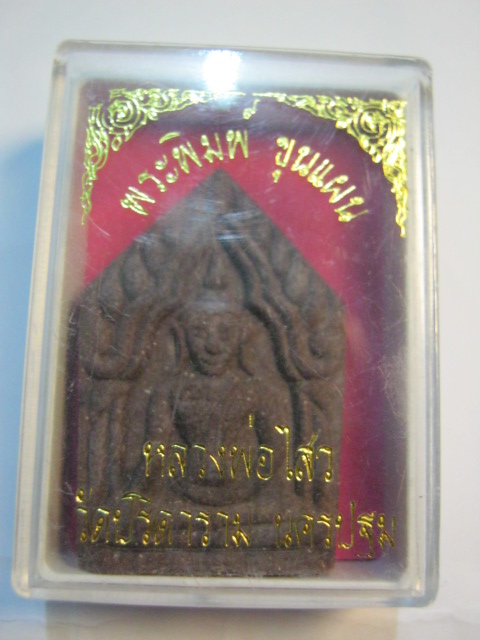 พระพิมพ์ ขุนแผน
หลวงพ่อไสว
วัดปรีดาราม นครปฐม